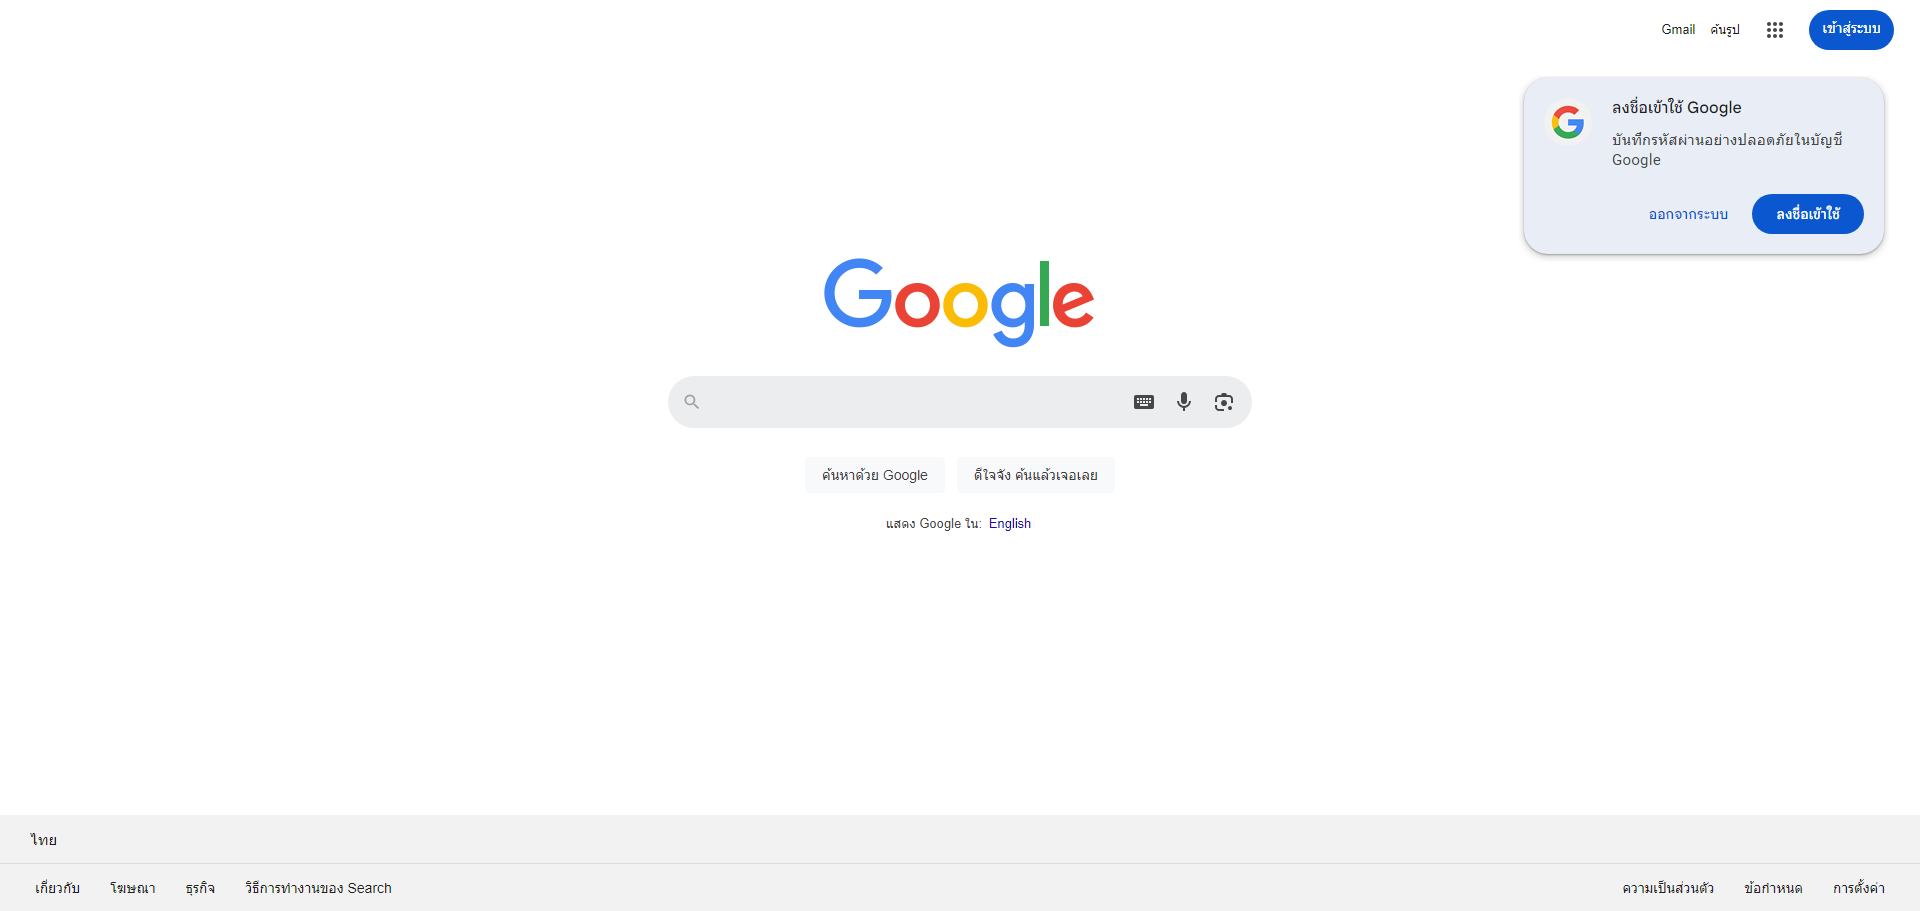 Gmail ค้นรูป เข้าสู่ระบบ
ลงชื่อเข้าใช้ Google
บันทึกรหัสผ่านอย่างปลอดภัยในบัญชี
Google
ออกจากระบบ ลงชื่อเข้าใช้
Google
ค้นหาด้วย Google ดีใจจัง ค้นแล้วเจอเลย
แสดง Google ใน: English
ไทย
เกี่ยวกับ โฆษณา ธุรกิจ วิธีการทำงานของ Search ความเป็นส่วนตัว ข้อกำหนด การตั้งค่า